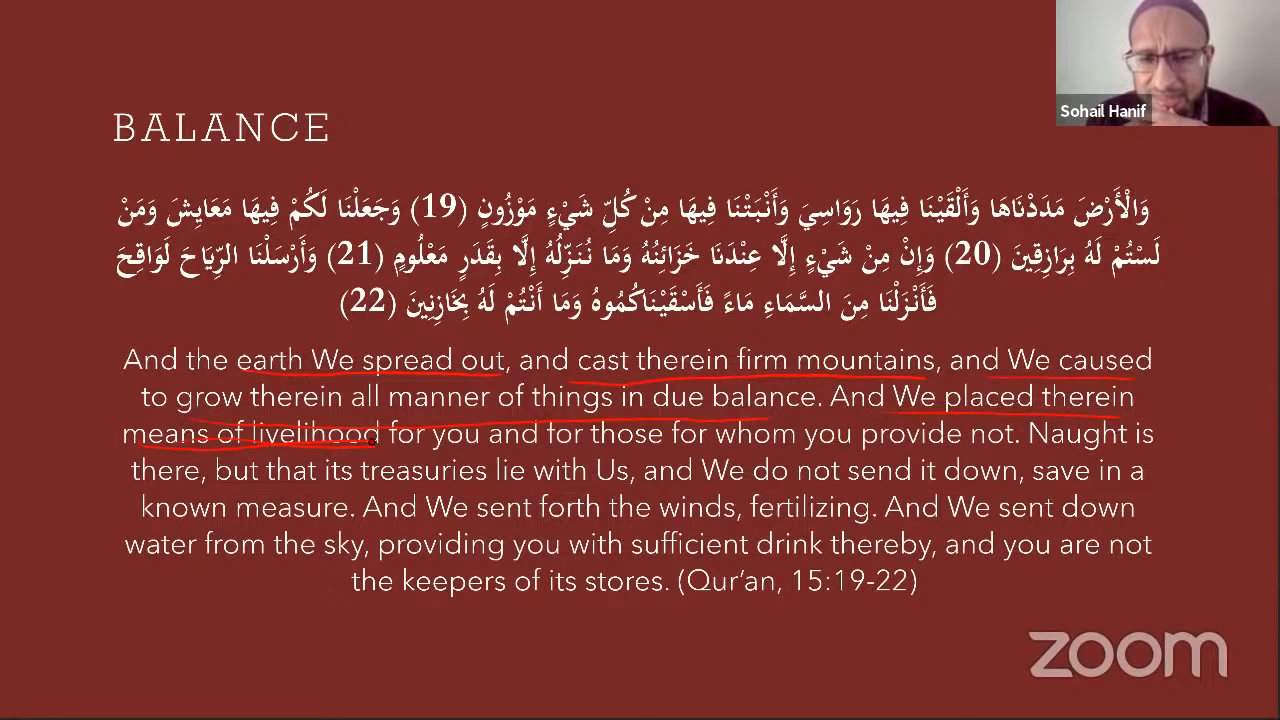 Sohail Hanif
BALANCE
وَالْأَرْضَ مَدَدْنَاهَا وَأَلْقَيْنَا فِيهَا رَوَاسِيَ وَأَنْبَتْنَا فِيهَا مِنْ كُلِّ شَيْءٍ مَوْزُونٍ (19) وَجَعَلْنَا لَكُمْ فِيهَا مَعَايِشَ وَمَنْ
لَسْتُمْ لَهُ بِرَازِقِينَ (20) وَإِنْ مِنْ شَيْءٍ إِلَّا عِنْدَنَا خَزَائِنُهُ وَمَا نُنَزِّلُهُ إِلَّا بِقَدَرٍ مَعْلُومٍ (21) وَأَرْسَلْنَا الرِّيَاحَ لَوَاقِحَ
فَأَنْزَلْنَا مِنَ السَّمَاءِ مَاءً فَأَسْقَيْنَاكُمُوهُ وَمَا أَنْتُمْ لَهُ بِخَازِنِينَ (22)
And the earth We spread out, and cast therein firm mountains, and We caused
to grow therein all manner of things in due balance. And We placed therein
means of livelihood for you and for those for whom you provide not. Naught is
there, but that its treasuries lie with Us, and We do not send it down, save in a
known measure. And We sent forth the winds, fertilizing. And We sent down
water from the sky, providing you with sufficient drink thereby, and you are not
the keepers of its stores. (Qur’an, 15:19-22)
zoom